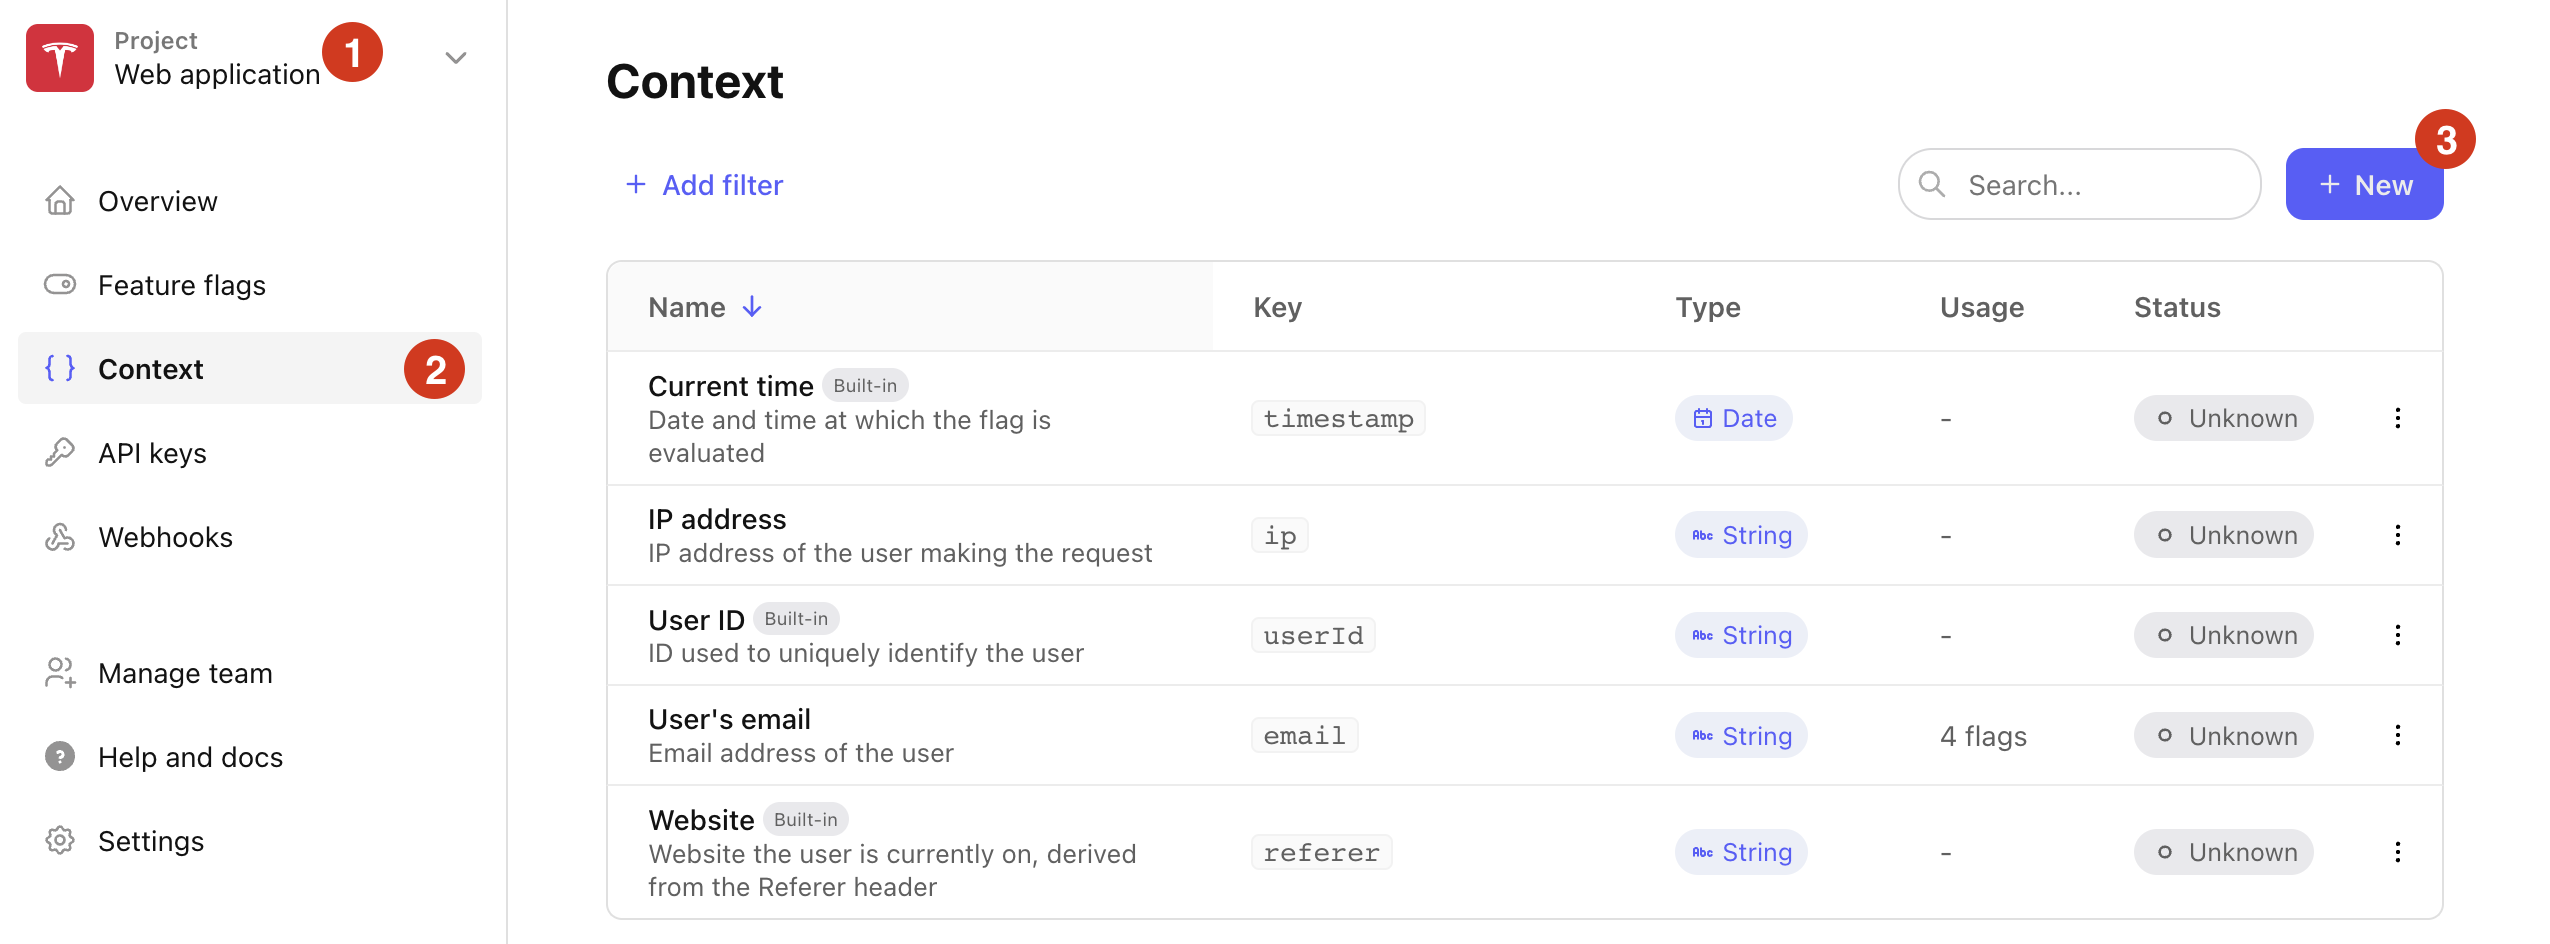 Project
Web application
1
Overview
Feature flags
Context
2
API keys
Webhooks
Manage team
Help and docs
Settings
Context
Add filter
Search...
New
3
Name Key Type Usage Status
Current time Built-in
Date and time at which the flag is
evaluated
timestamp Date - Unknown
IP address
IP address of the user making the request
ip Abc String - Unknown
User ID Built-in
ID used to uniquely identify the user
userId Abc String - Unknown
User's email
Email address of the user
email Abc String 4 flags Unknown
Website Built-in
Website the user is currently on, derived
from the Referer header
referer Abc String - Unknown